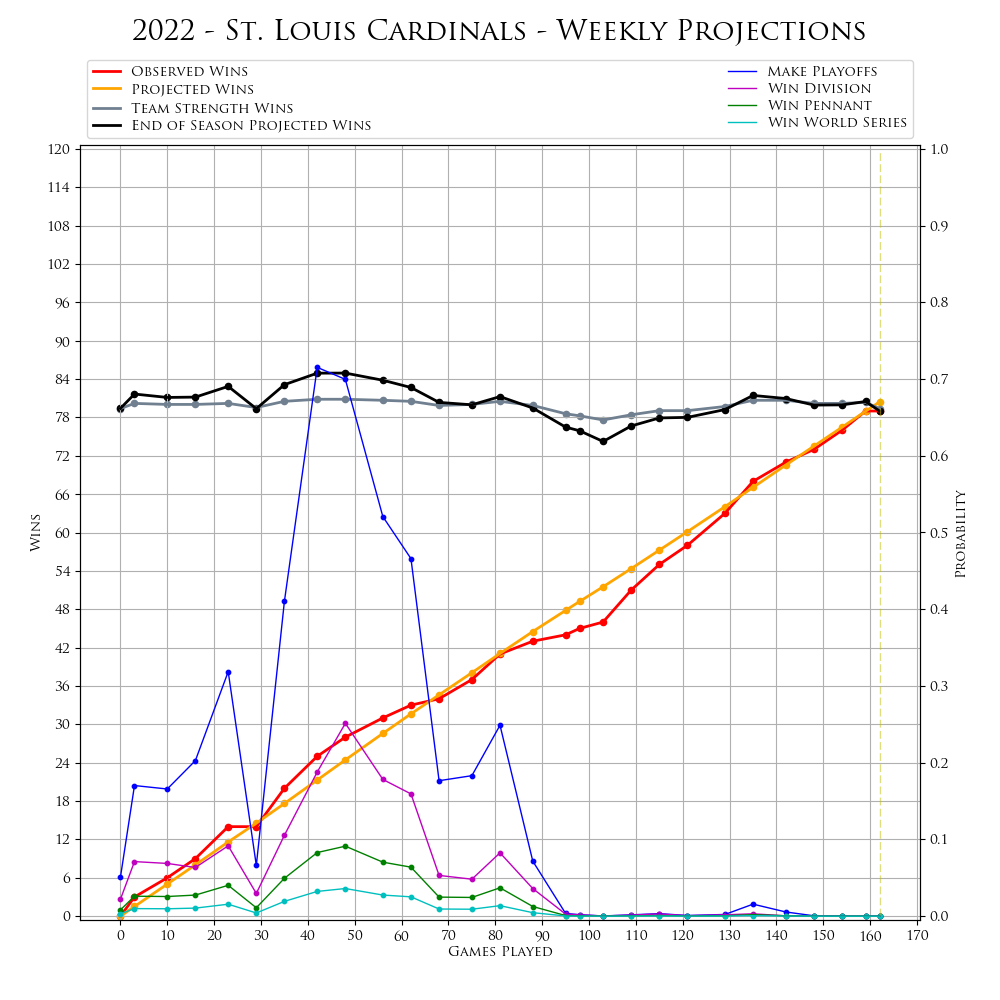 2022 - St. Louis Cardinals - Weekly Projections
Observed Wins
Projected Wins
Team Strength Wins
End of Season Projected Wins
Make Playoffs
Win Division
Win Pennant
Win World Series
120
114
108
102
96
90
84
78
72
66
60
54
48
42
36
30
24
18
12
6
0
Wins
1.0
0.9
0.8
0.7
0.6
0.5
0.4
0.3
0.2
0.1
0.0
Probability
0 10 20 30 40 50 60 70 80 90 100 110 120 130 140 150 160 170
Games Played